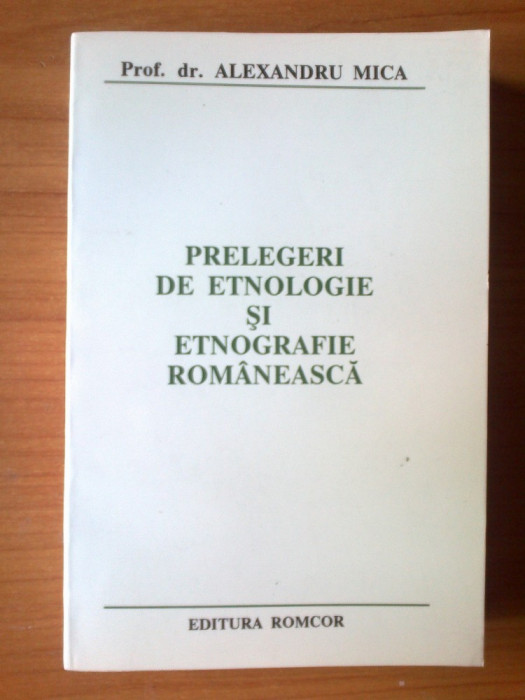 Prof. dr. ALEXANDRU MICA
PRELEGERI
DE ETNOLOGIE
ŞI
ETNOGRAFIE
ROMÂNEASCĂ
EDITURA ROMCOR